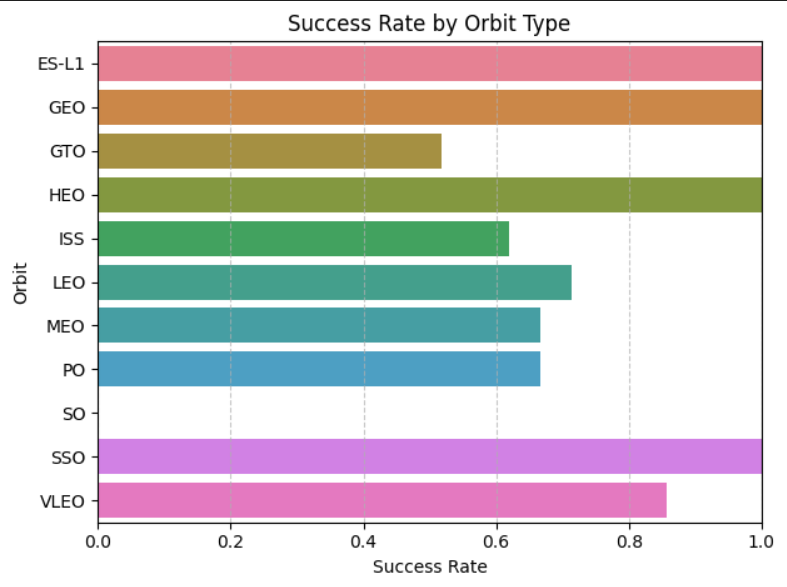 Success Rate by Orbit Type
ES-L1
GEO
GTO
HEO
ISS
LEO
MEO
PO
SO
SSO
VLEO
Orbit
0.0 0.2 0.4 0.6 0.8 1.0
Success Rate